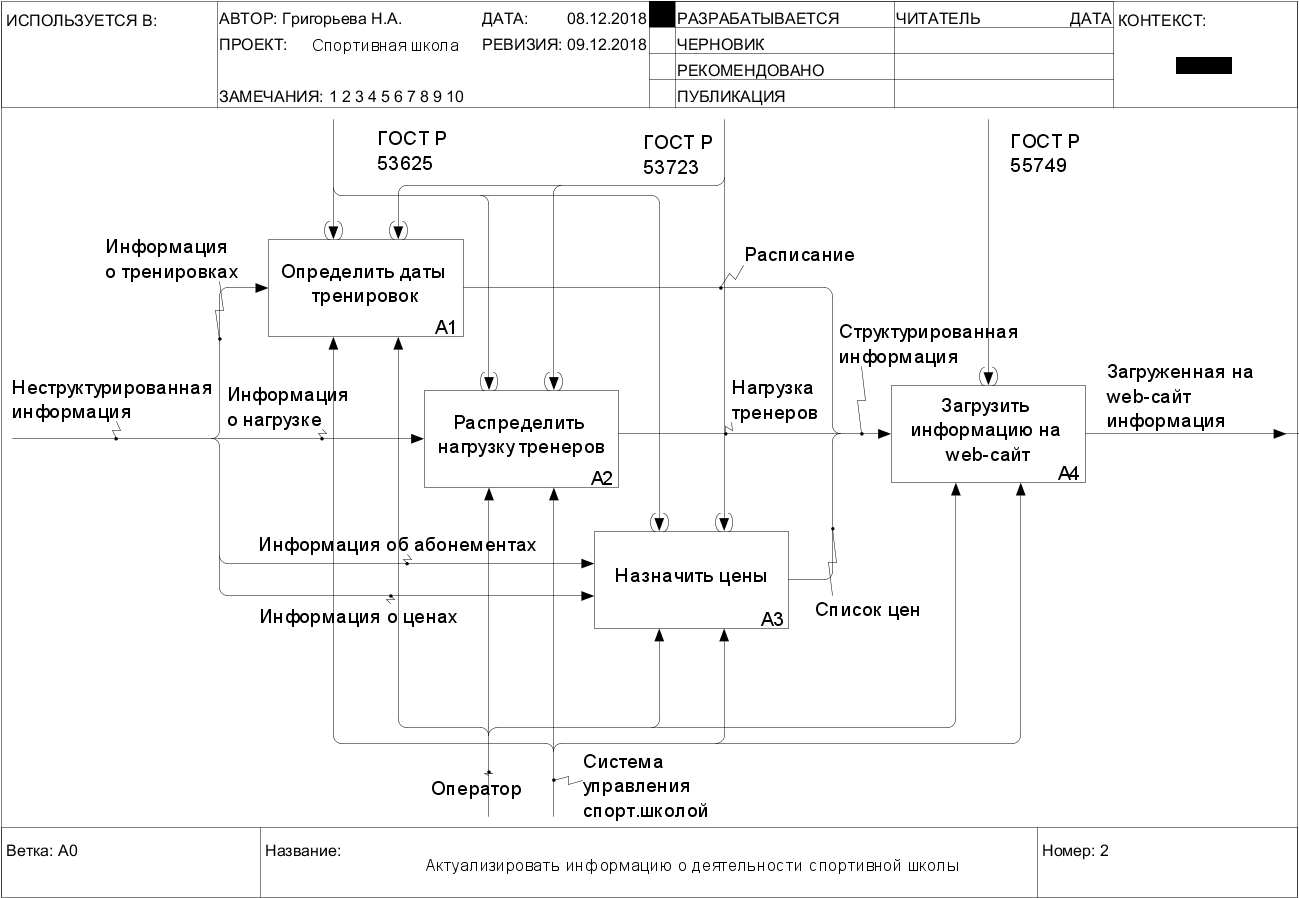 ИСПОЛЬЗУЕТСЯ В:
АВТОР: Григорьева Н.А.
ДАТА: 08.12.2018
РАЗРАБАТЫВАЕТСЯ
ЧИТАТЕЛЬ
ДАТА
КОНТЕКСТ:
ПРОЕКТ: Спортивная школа
РЕВИЗИЯ: 09.12.2018
ЧЕРНОВИК
РЕКОМЕНДОВАНО
ЗАМЕЧАНИЯ: 1 2 3 4 5 6 7 8 9 10
ПУБЛИКАЦИЯ
ГОСТ Р
53625
ГОСТ Р
53723
ГОСТ Р
55749
Информация
о тренировках
Определить даты
тренировок
A1
Расписание
Структурированная
информация
Неструктурированная
информация
Информация
о нагрузке
Распределить
нагрузку тренеров
A2
Нагрузка
тренеров
Загрузить
информацию на
web-сайт
A4
Загруженная на
web-сайт
информация
Информация об абонементах
Назначить цены
A3
Информация о ценах
Список цен
Оператор
Система
управления
спорт.школой
Ветка: A0
Название:
Актуализировать информацию о деятельности спортивной школы
Номер: 2